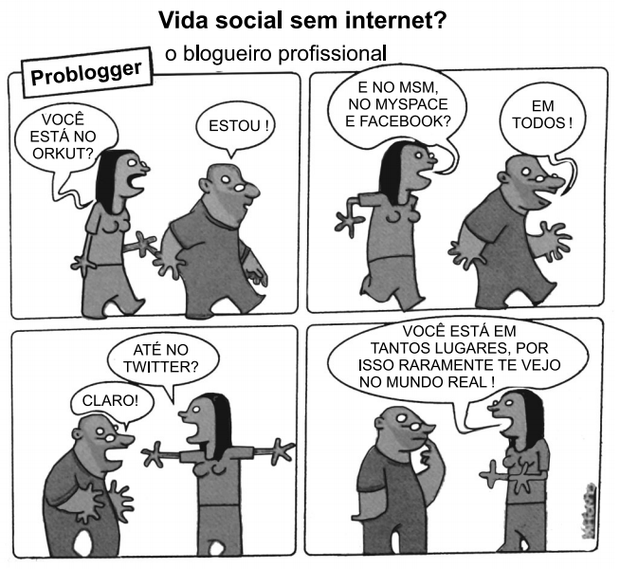 Vida social sem internet?
o blogueiro profissional
Problogger
VOCÊ
ESTÁ NO
ORKUT?
ESTOU !
E NO MSM,
NO MYSPACE
E FACEBOOK?
EM
TODOS !
ATÉ NO
TWITTER?
CLARO!
VOCÊ ESTÁ EM
TANTOS LUGARES, POR
ISSO RARAMENTE TE VEJO
NO MUNDO REAL !